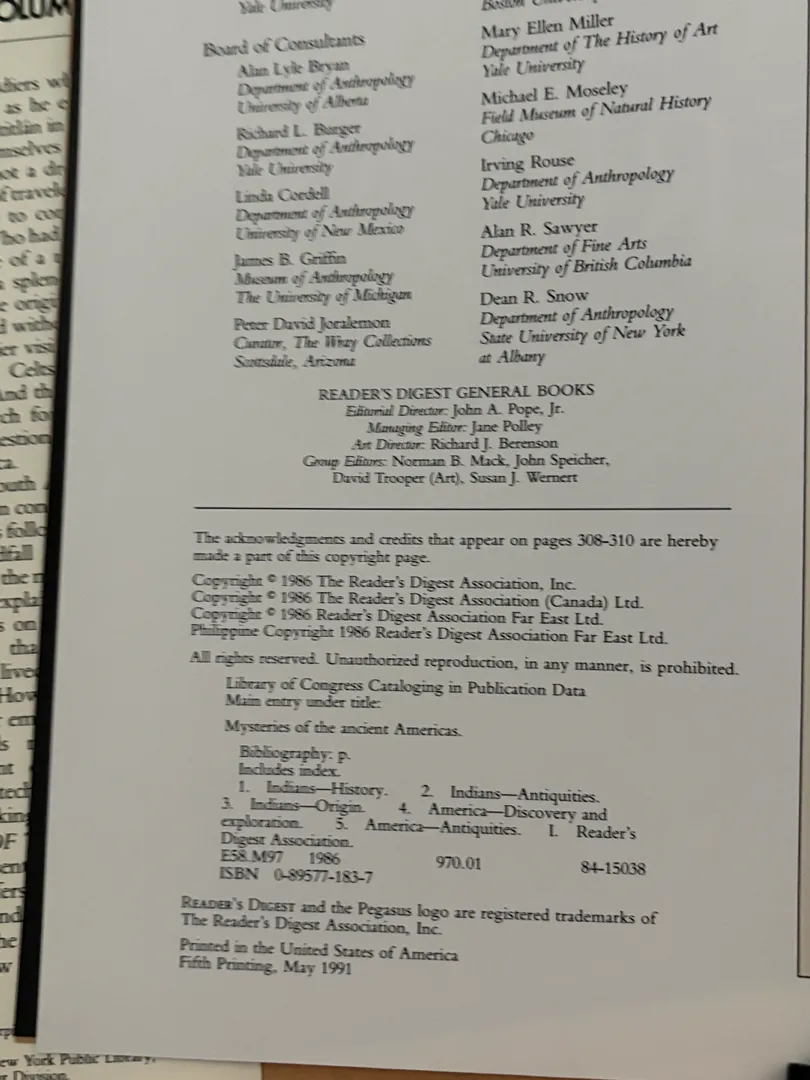 Yale University
Board of Consultants
Alan Lyle Bryan
Department of Anthropology
University of Alberta
Richard L. Burger
Department of Anthropology
Yale University
Linda Cordell
Department of Anthropology
University of New Mexico
James B. Griffin
Museum of Anthropology
The University of Michigan
Peter David Joralemon
Curator, The Wray Collections
Scottsdale, Arizona
Boston
Mary Ellen Miller
Department of The History of Art
Yale University
Michael E. Moseley
Field Museum of Natural History
Chicago
Irving Rouse
Department of Anthropology
Yale University
Alan R. Sawyer
Department of Fine Arts
University of British Columbia
Dean R. Snow
Department of Anthropology
State University of New York
at Albany
READER'S DIGEST GENERAL BOOKS
Editorial Director: John A. Pope, Jr.
Managing Editor: Jane Polley
Art Director: Richard J. Berenson
Group Editors: Norman B. Mack, John Speicher,
David Trooper (Art), Susan J. Wernert
The acknowledgments and credits that appear on pages 308-310 are hereby
made a part of this copyright page.
Copyright © 1986 The Reader's Digest Association, Inc.
Copyright © 1986 The Reader's Digest Association (Canada) Ltd.
Copyright © 1986 Reader's Digest Association Far East Ltd.
Philippine Copyright 1986 Reader's Digest Association Far East Ltd.
All rights reserved. Unauthorized reproduction, in any manner, is prohibited.
Library of Congress Cataloging in Publication Data
Main entry under title:
Mysteries of the ancient Americas.
Bibliography: p.
Includes index.
1. Indians—History. 2. Indians—Antiquities.
3. Indians—Origin. 4. America—Discovery and
exploration. 5. America—Antiquities. I. Reader's
Digest Association.
E58.M97 1986 970.01 84-15038
ISBN 0-89577-183-7
READER'S DIGEST and the Pegasus logo are registered trademarks of
The Reader's Digest Association, Inc.
Printed in the United States of America
Fifth Printing, May 1991
York Public Library,
Division.